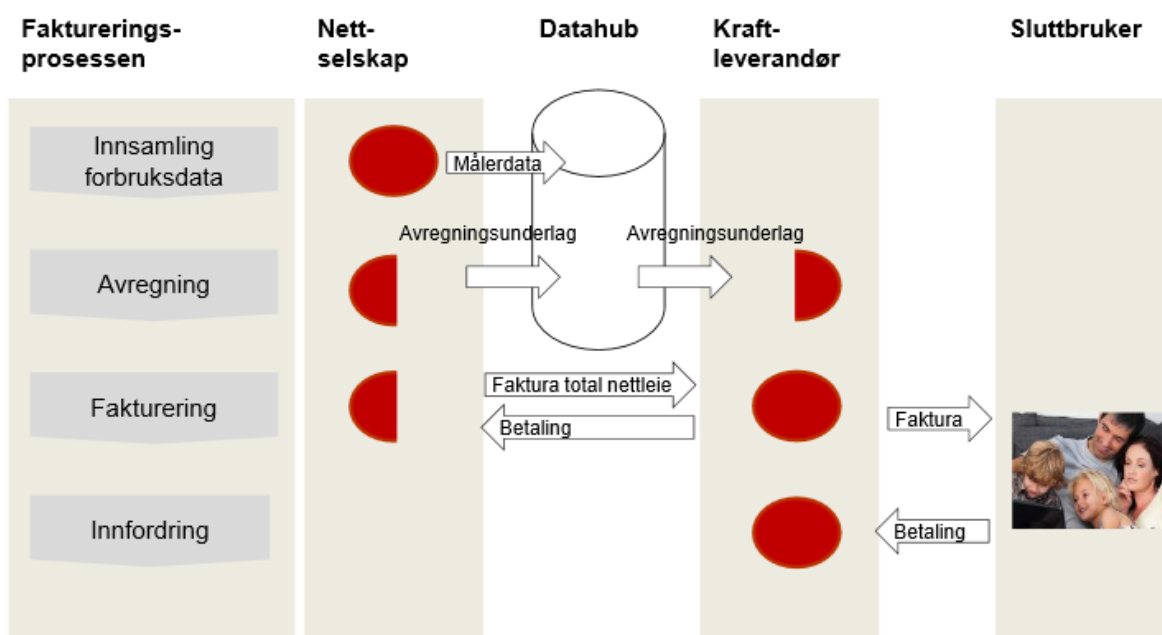 Fakturerings-
prosessen
Nett-
selskap
Datahub
Kraft-
leverandør
Sluttbruker
Innsamling
forbruksdata
Målerdata
Avregningsunderlag
Avregningsunderlag
Avregning
Faktura total nettleie
Betaling
Fakturering
Faktura
Innfordring
Betaling